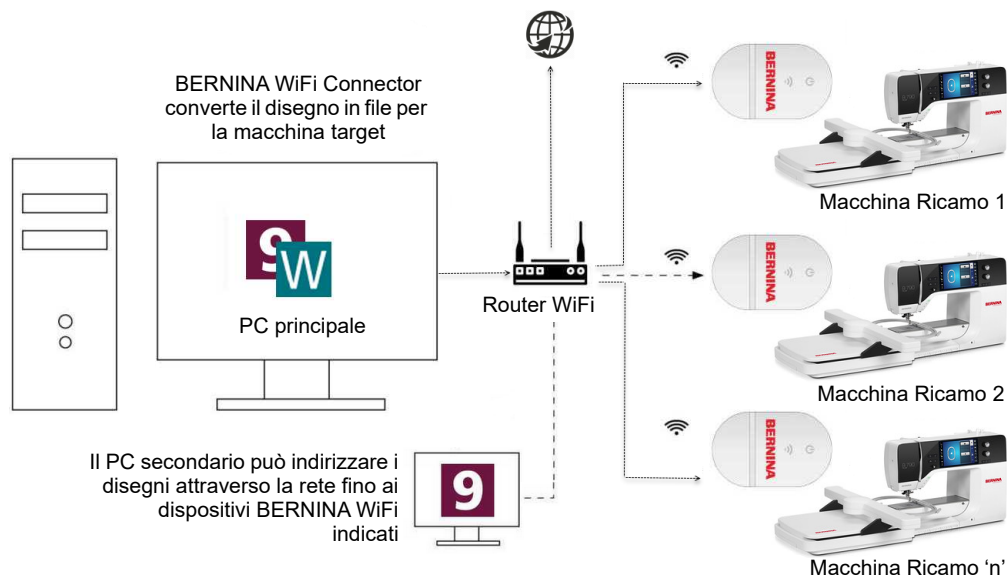 BERNINA WiFi Connector
converte il disegno in file per
la macchina target
9
W
PC principale
Router WiFi
BERNINA
Macchina Ricamo 1
BERNINA
Macchina Ricamo 2
Il PC secondario può indirizzare i
disegni attraverso la rete fino ai
dispositivi BERNINA WiFi
indicati
9
BERNINA
Macchina Ricamo ‘n’